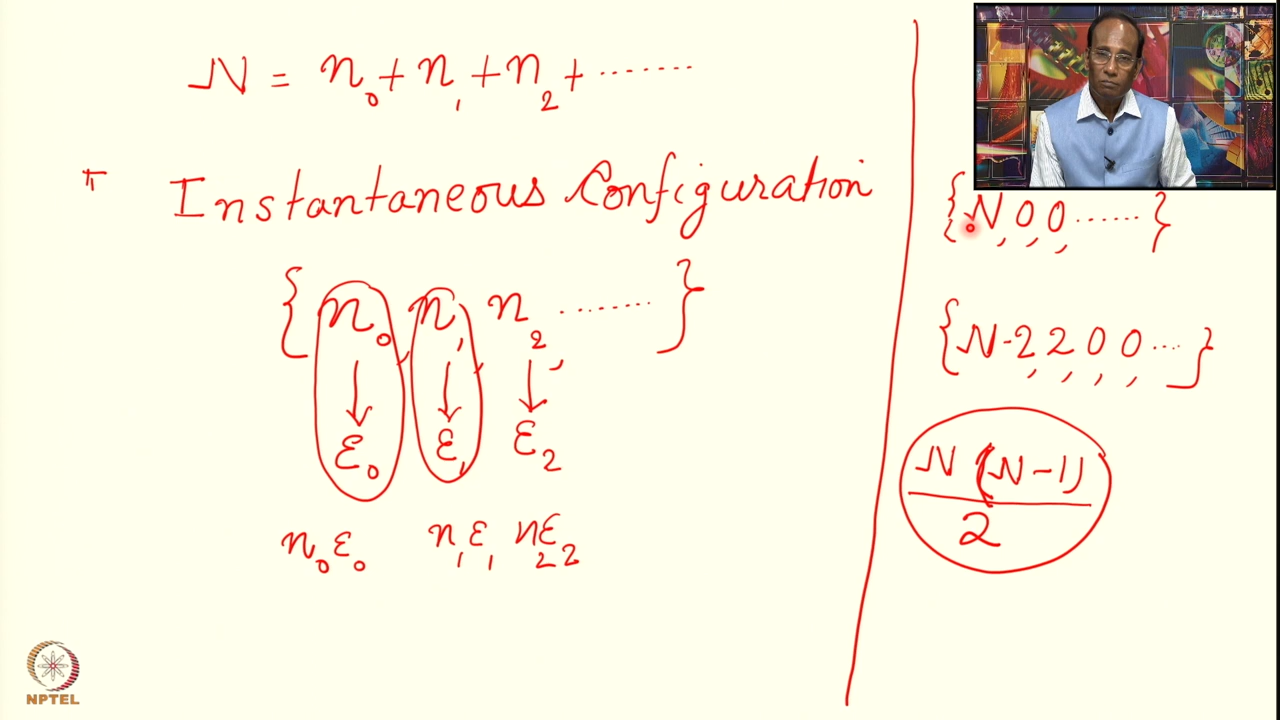 N = n₀ + n₁ + n₂ + .......
Instantaneous Configuration
{ n₀, n₁, n₂, ....... }
↓ ↓ ↓
ε₀ ε₁ ε₂
n₀ε₀ n₁ε₁ n₂ε₂
{N, 0, 0, ...... }
{N-2, 2, 0, 0, ... }
N (N-1)
2
NPTEL